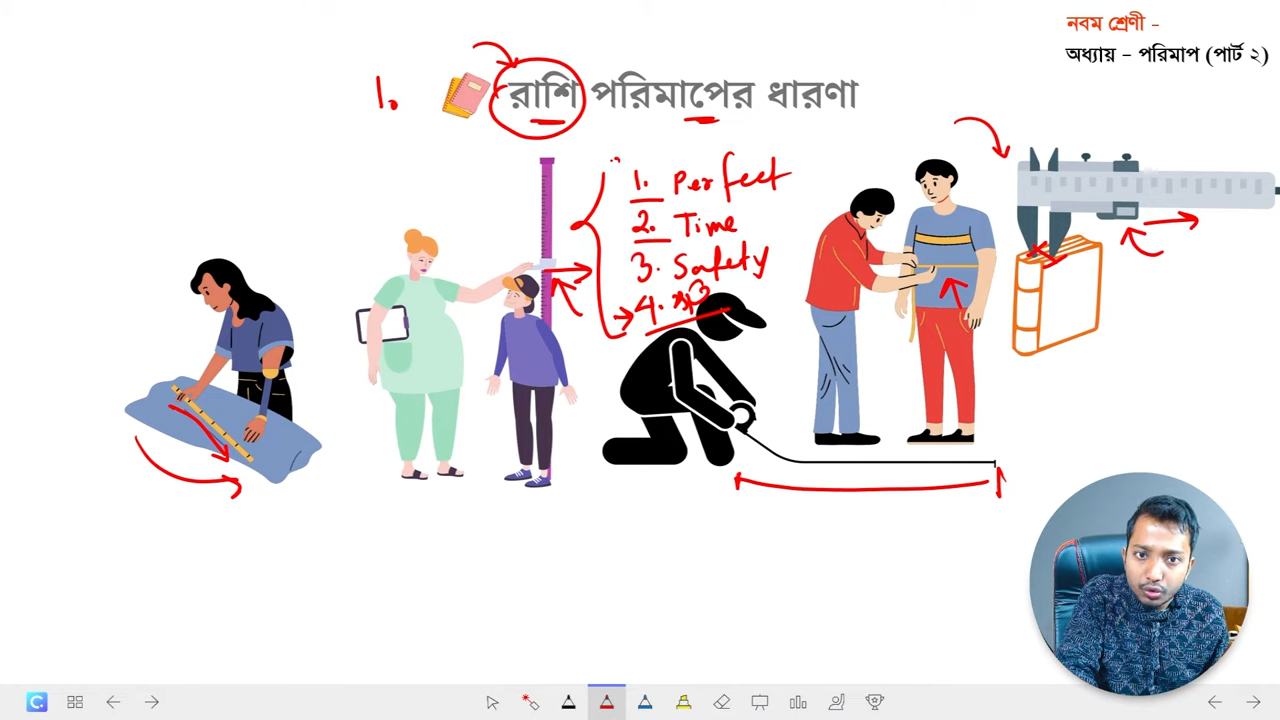 নবম শ্রেণী -
অধ্যায় - পরিমাপ (পার্ট ২)
1. রাশি পরিমাপের ধারণা
1. Perfect
2. Time
3. Safety
4.